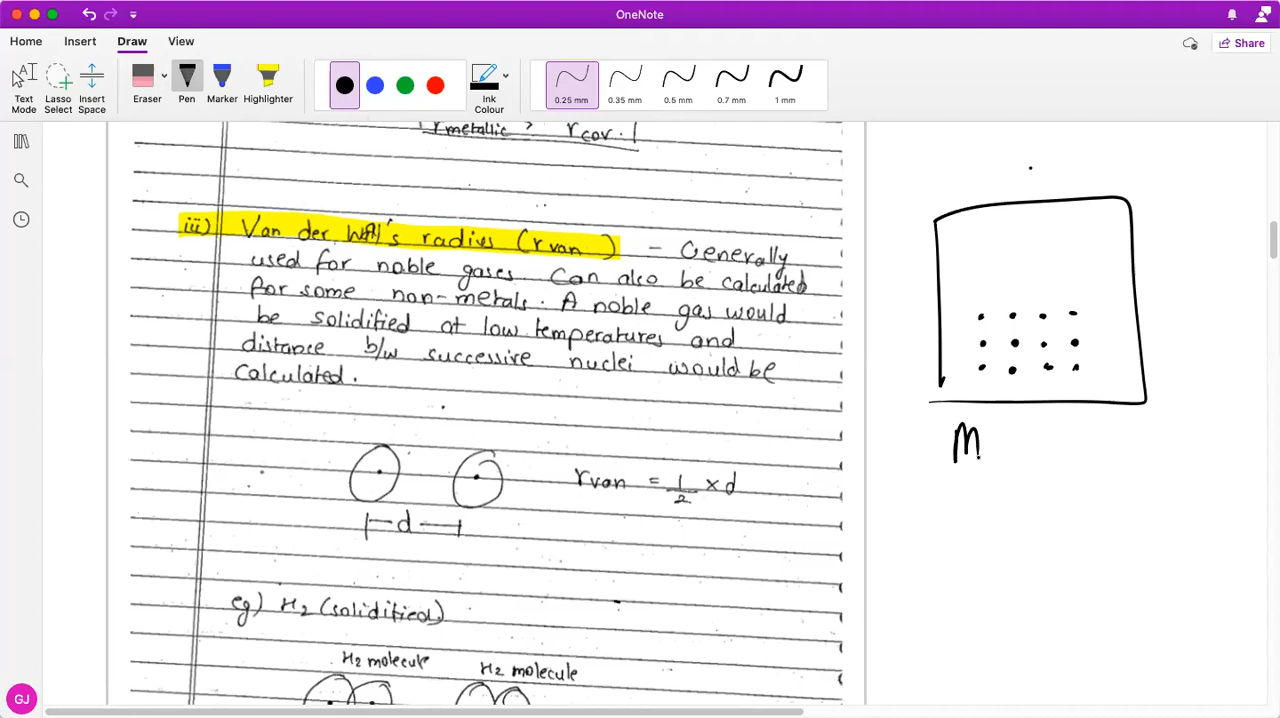 OneNote
Home Insert Draw View
Share
Text Mode
Lasso Select
Insert Space
Eraser
Pen
Marker
Highlighter
Ink Colour
0.25 mm
0.35 mm
0.5 mm
0.7 mm
1 mm
rmetallic > rcov.
iii) Van der Wall's radius (rvan) - Generally
used for noble gases Can also be calculated
for some non-metals. A noble gas would
be solidified at low temperatures and
distance b/w successive nuclei would be
calculated.
rvan = 1/2 × d
d
eg) H2 (solidified)
H2 molecule H2 molecule
M
GJ